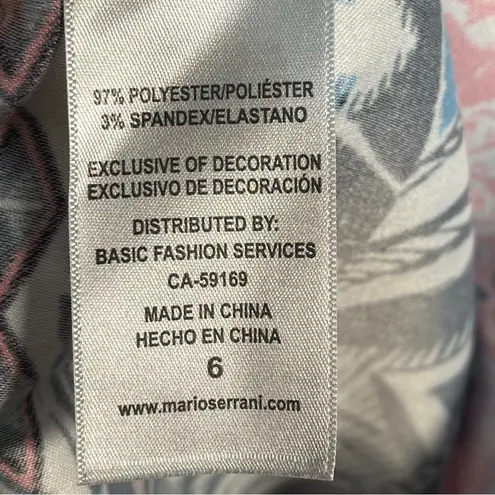 97% POLYESTER/POLIÉSTER
3% SPANDEX/ELASTANO
EXCLUSIVE OF DECORATION
EXCLUSIVO DE DECORACIÓN
DISTRIBUTED BY:
BASIC FASHION SERVICES
CA-59169
MADE IN CHINA
HECHO EN CHINA
6
www.marioserrani.com